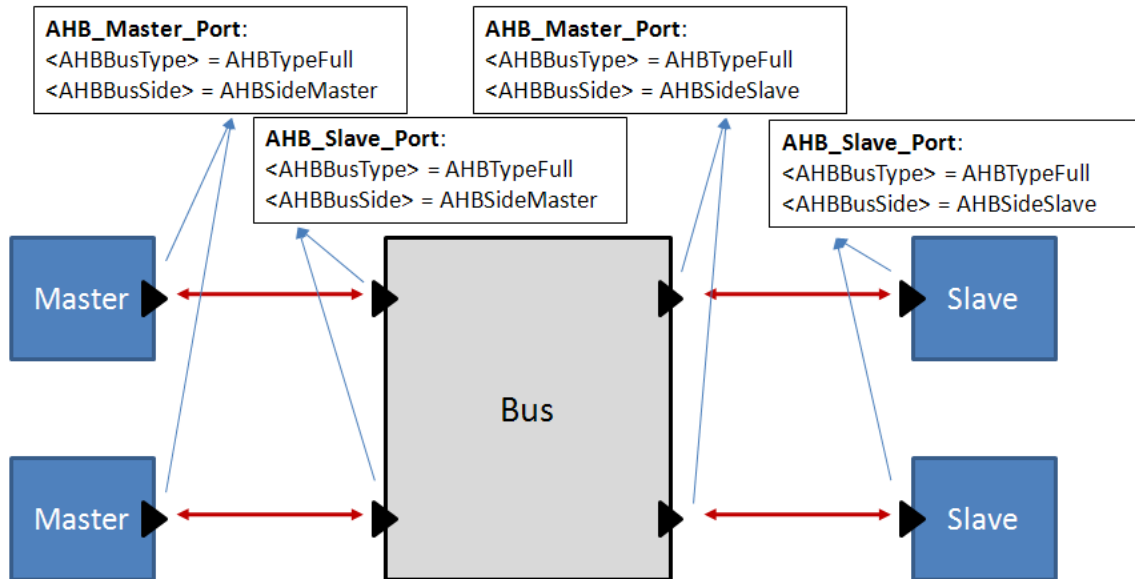 AHB_Master_Port:
<AHBBusType> = AHBTypeFull
<AHBBusSide> = AHBSideMaster
AHB_Master_Port:
<AHBBusType> = AHBTypeFull
<AHBBusSide> = AHBSideSlave
AHB_Slave_Port:
<AHBBusType> = AHBTypeFull
<AHBBusSide> = AHBSideMaster
AHB_Slave_Port:
<AHBBusType> = AHBTypeFull
<AHBBusSide> = AHBSideSlave
Master
Slave
Bus
Master
Slave